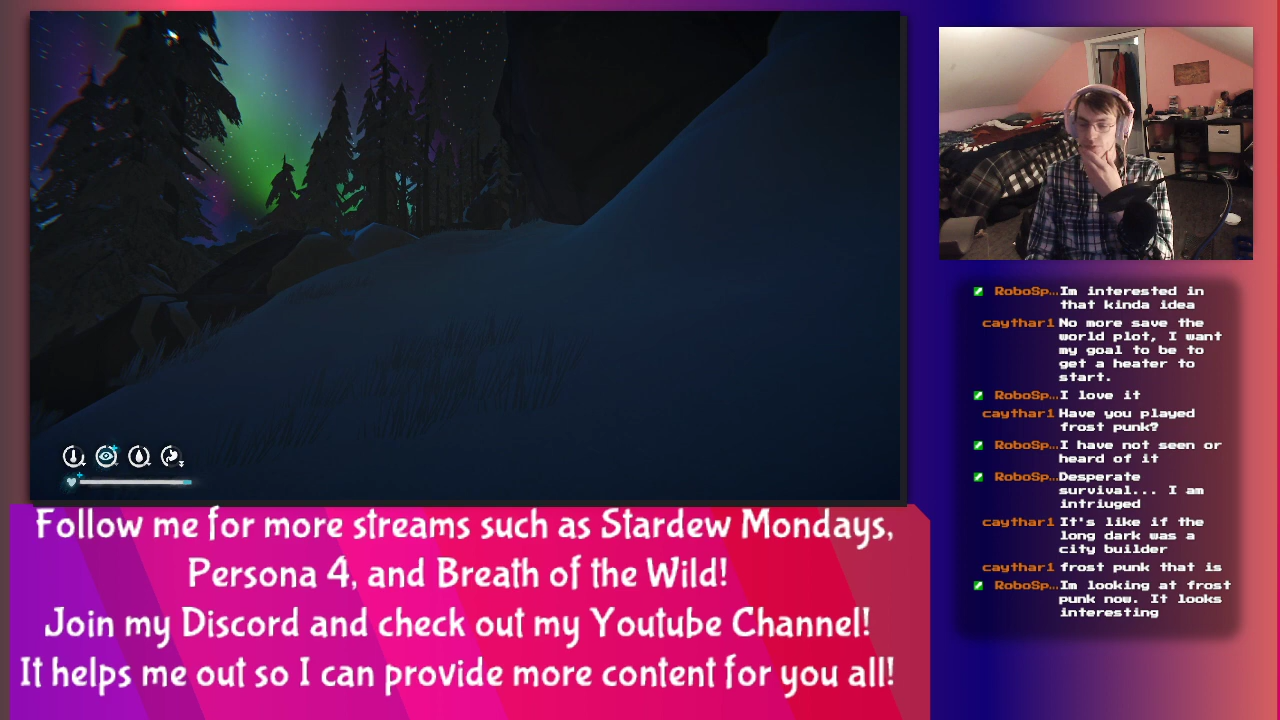 RoboSp... Im interested in
that kinda idea
caythar1 No more save the
world plot, I want
my goal to be to
get a heater to
start.
RoboSp... I love it
caythar1 Have you played
frost punk?
RoboSp... I have not seen or
heard of it
RoboSp... Desperate
survival... I am
intriuged
caythar1 It's like if the
long dark was a
city builder
caythar1 frost punk that is
RoboSp... Im looking at frost
punk now. It looks
interesting
Follow me for more streams such as Stardew Mondays,
Persona 4, and Breath of the Wild!
Join my Discord and check out my Youtube Channel!
It helps me out so I can provide more content for you all!